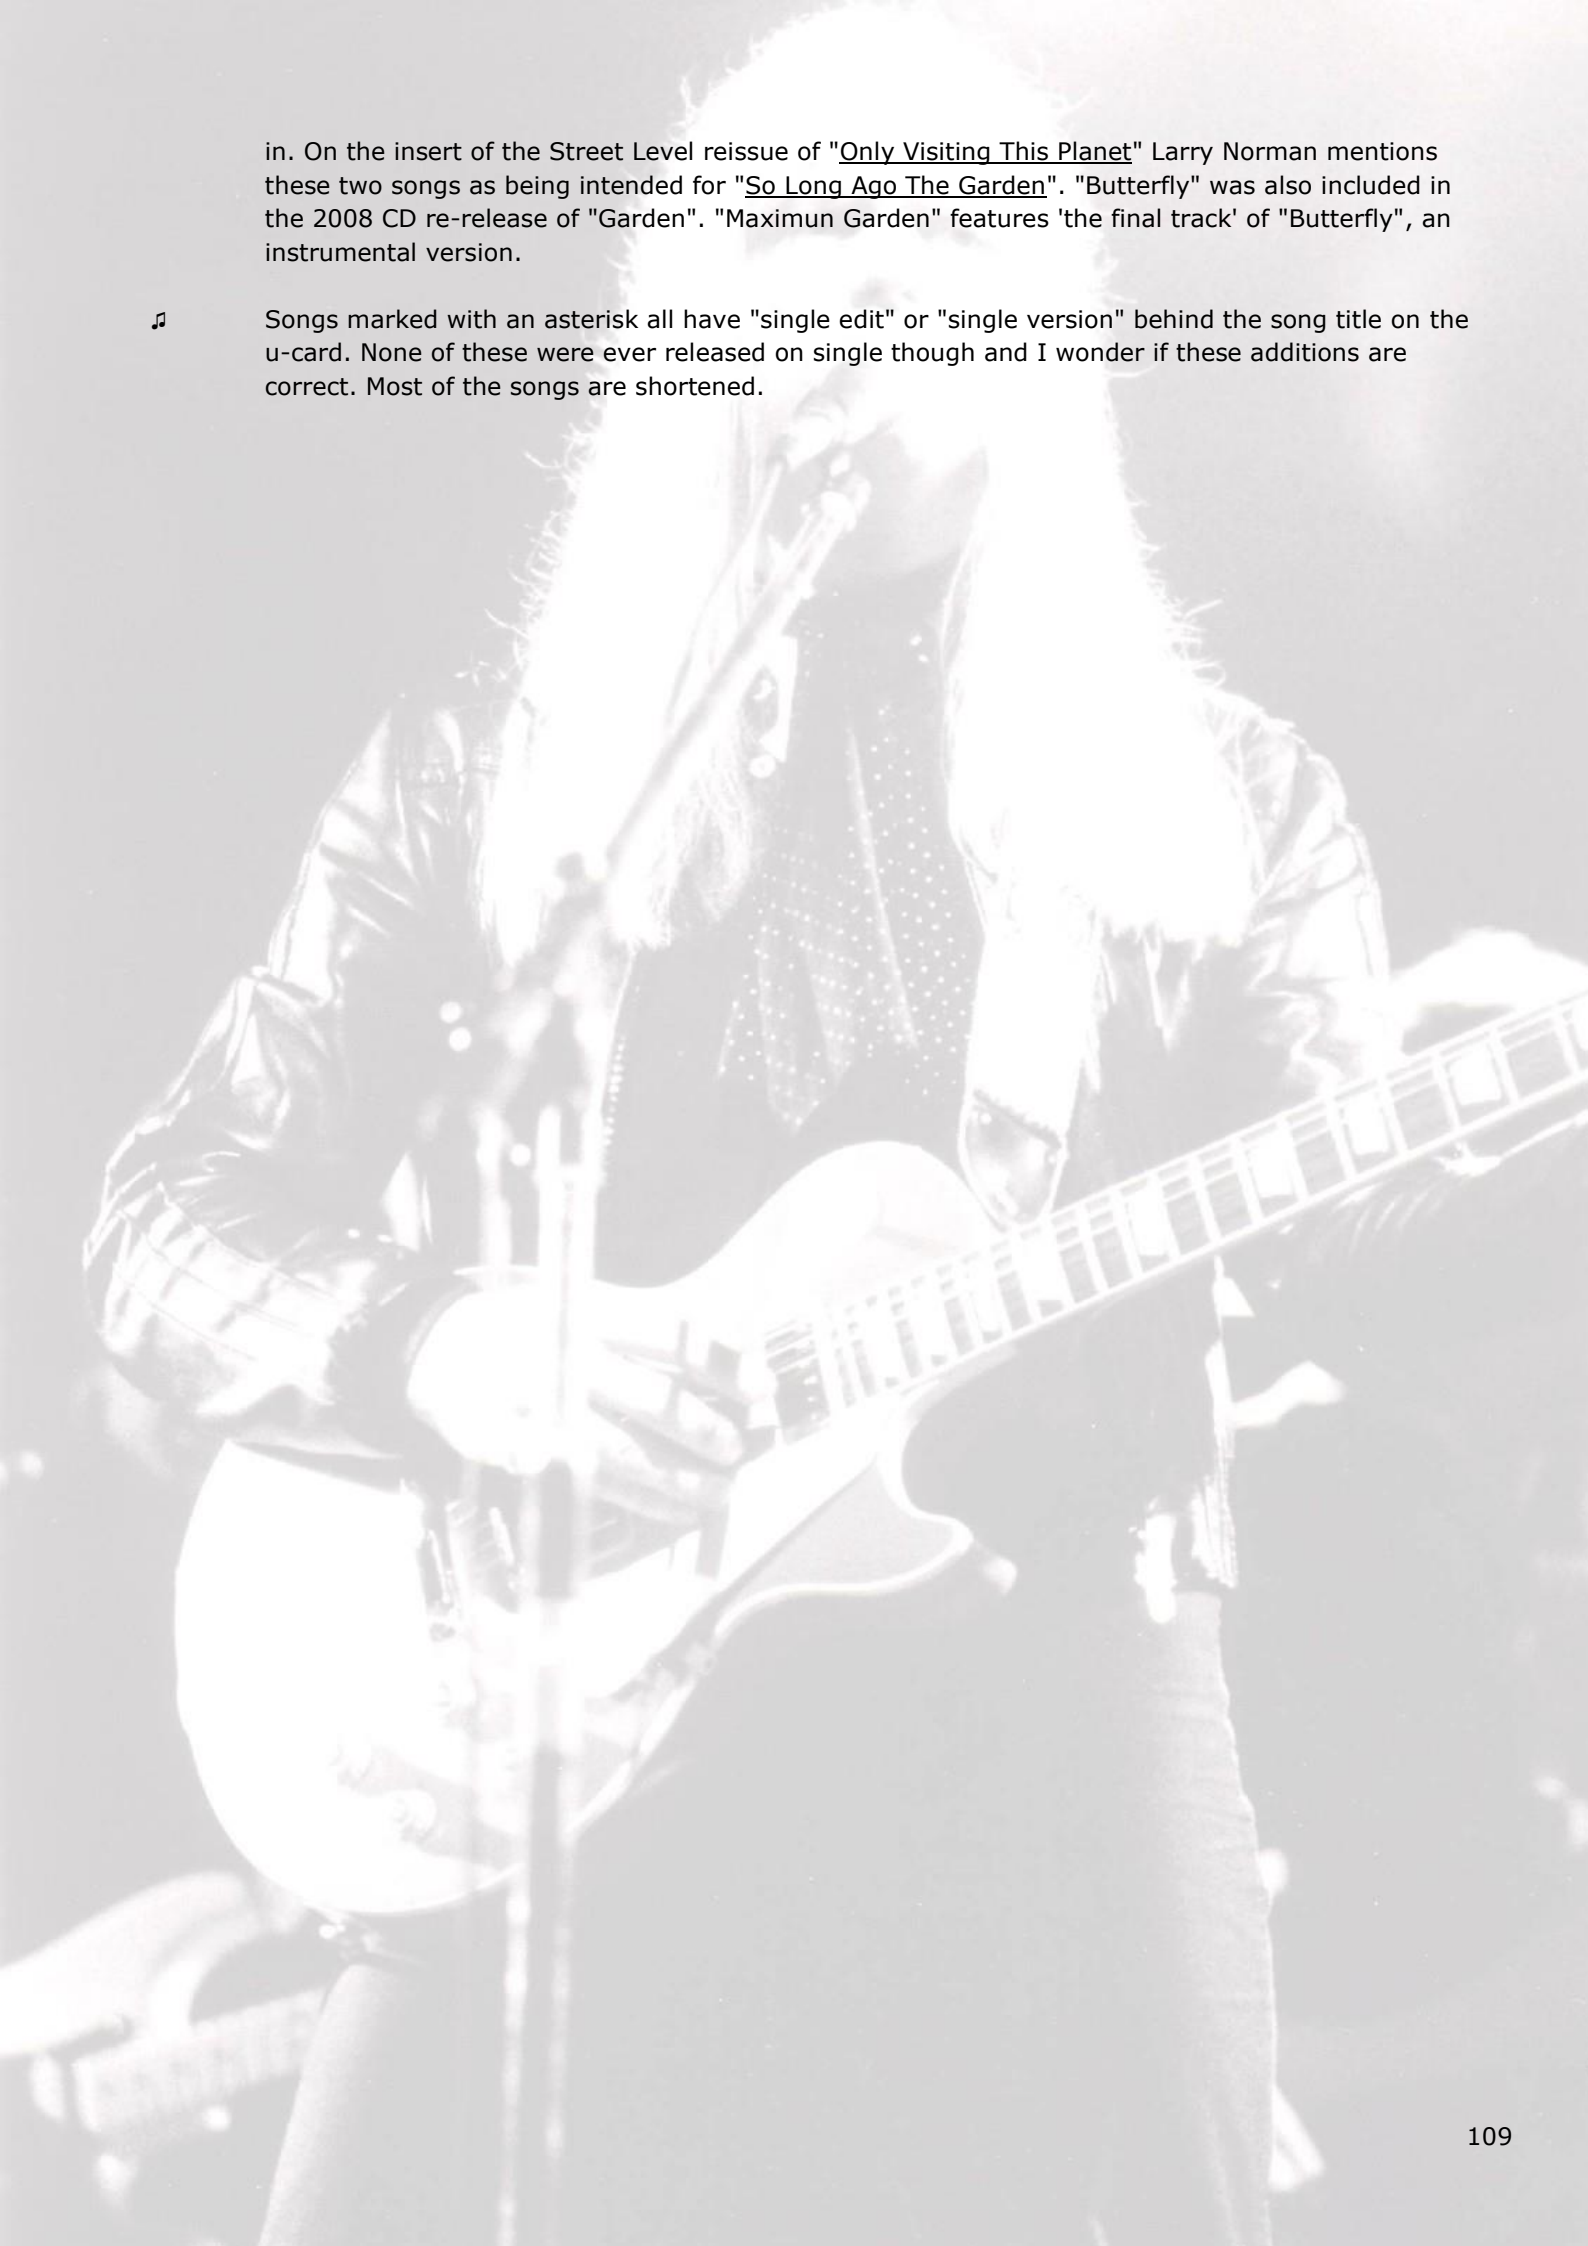 in. On the insert of the Street Level reissue of "Only Visiting This Planet" Larry Norman mentions
these two songs as being intended for "So Long Ago The Garden". "Butterfly" was also included in
the 2008 CD re-release of "Garden". "Maximun Garden" features 'the final track' of "Butterfly", an
instrumental version.
♫ Songs marked with an asterisk all have "single edit" or "single version" behind the song title on the
u-card. None of these were ever released on single though and I wonder if these additions are
correct. Most of the songs are shortened.
109